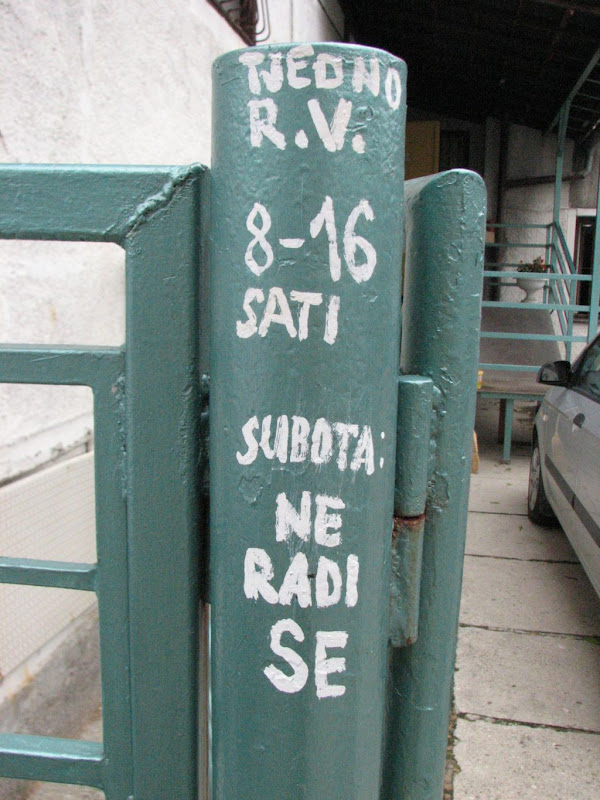 TJEDNO
R.V.
8-16
SATI
SUBOTA:
NE
RADI
SE